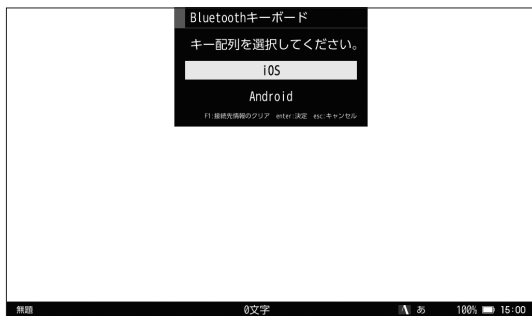 Bluetoothキーボード
キー配列を選択してください。
iOS
Android
F1:接続先情報のクリア enter:決定 esc:キャンセル
無題 0文字 A あ 100% 15:00